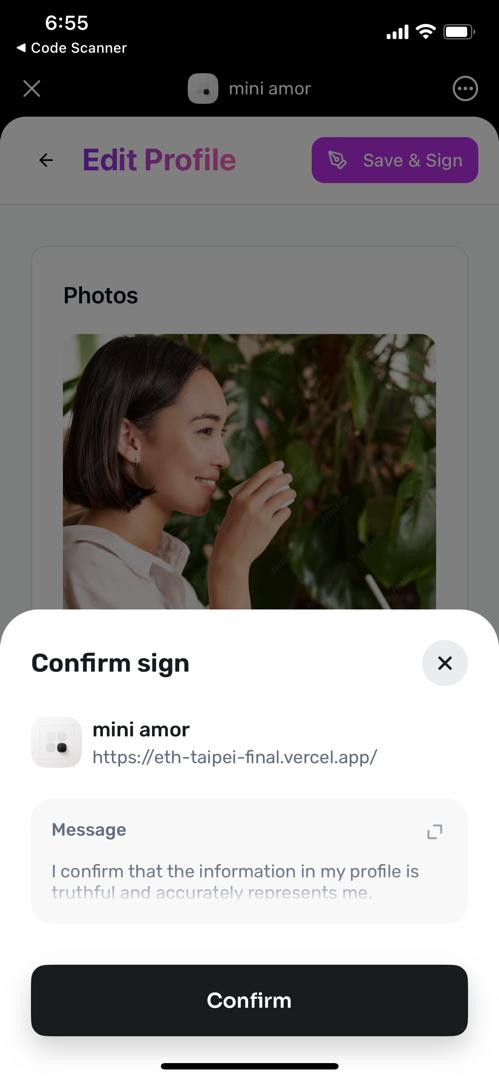 6:55
◀ Code Scanner
mini amor
Edit Profile
Save & Sign
Photos
Confirm sign
mini amor
https://eth-taipei-final.vercel.app/
Message
I confirm that the information in my profile is
truthful and accurately represents me.
Confirm